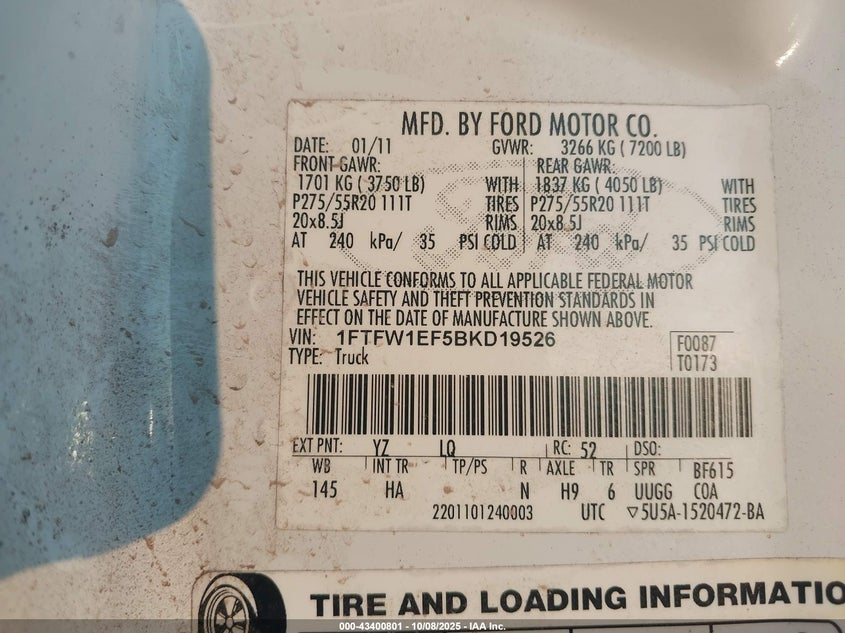 MFD. BY FORD MOTOR CO.
DATE: 01/11 GVWR: 3266 KG ( 7200 LB)
FRONT GAWR: REAR GAWR:
1701 KG ( 3750 LB) WITH 1837 KG ( 4050 LB) WITH
P275/55R20 111T TIRES P275/55R20 111T TIRES
20x8.5J RIMS 20x8.5J RIMS
AT 240 kPa/ 35 PSI COLD AT 240 kPa/ 35 PSI COLD
THIS VEHICLE CONFORMS TO ALL APPLICABLE FEDERAL MOTOR
VEHICLE SAFETY AND THEFT PREVENTION STANDARDS IN
EFFECT ON THE DATE OF MANUFACTURE SHOWN ABOVE.
VIN: 1FTFW1EF5BKD19526 F0087
TYPE: Truck T0173
EXT PNT: YZ LQ RC: 52 DSO:
WB INT TR TP/PS R AXLE TR SPR BF615
145 HA N H9 6 UUGG COA
2201101240003 UTC ▽5U5A-1520472-BA
TIRE AND LOADING INFORMATIO
000-43400801 - 10/08/2025 - IAA Inc.